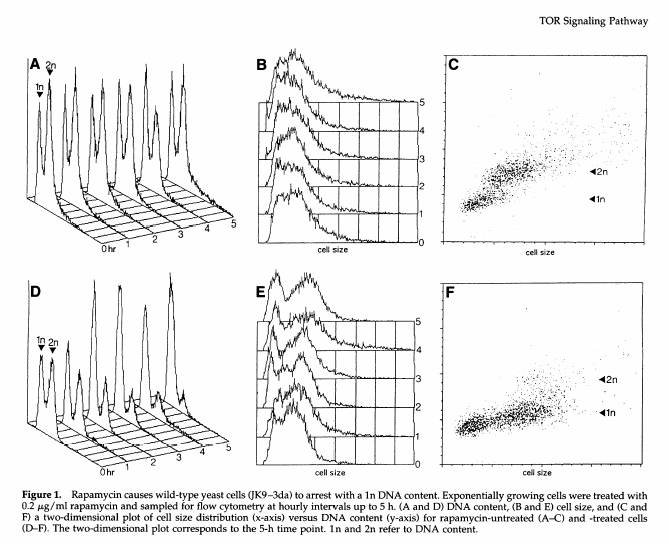 TOR Signaling Pathway
A
2n
1n
0hr
1
2
3
4
5
B
5
4
3
2
1
0
cell size
C
2n
1n
cell size
D
1n 2n
0hr
1
2
3
4
5
E
5
4
3
2
1
0
cell size
F
2n
1n
cell size
Figure 1. Rapamycin causes wild-type yeast cells (JK9–3da) to arrest with a 1n DNA content. Exponentially growing cells were treated with
0.2 μg/ml rapamycin and sampled for flow cytometry at hourly intervals up to 5 h. (A and D) DNA content, (B and E) cell size, and (C and
F) a two-dimensional plot of cell size distribution (x-axis) versus DNA content (y-axis) for rapamycin-untreated (A–C) and -treated cells
(D–F). The two-dimensional plot corresponds to the 5-h time point. 1n and 2n refer to DNA content.